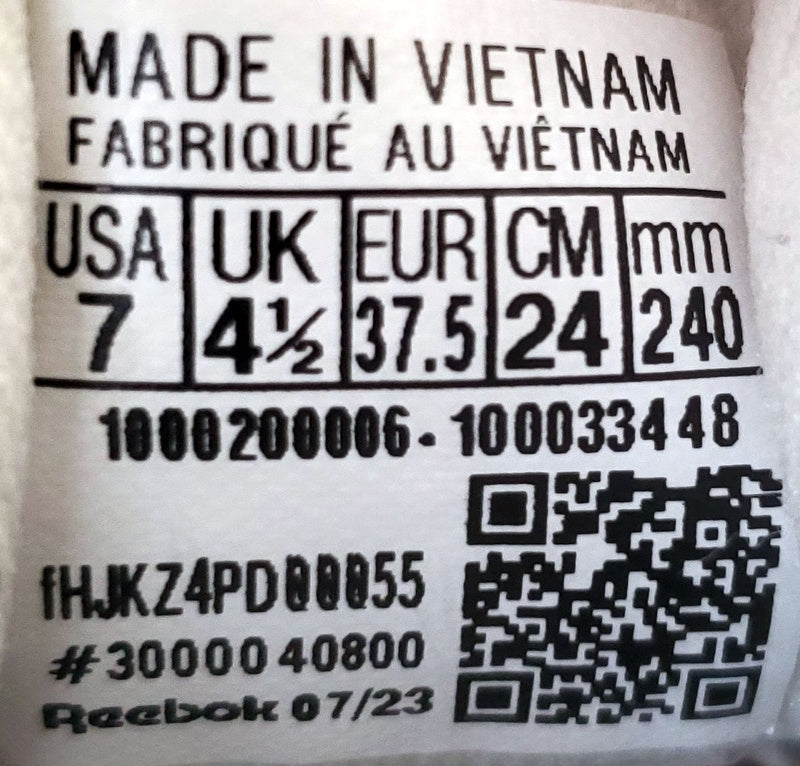 MADE IN VIETNAM
FABRIQUÉ AU VIÊTNAM
USA UK EUR CM mm
7 4½ 37.5 24 240
1000200006-100033448
fHJKZ4PD00055
#3000040800
Reebok 07/23